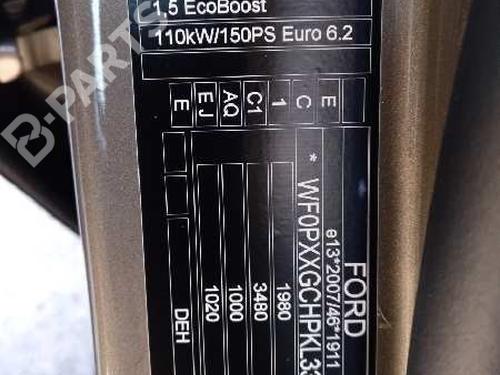 1.5 EcoBoost
110kW/150PS Euro 6.2
FORD
e13*2007/46*1911
* WF0PXXGCHPKL33
1980
3480
1000
1020
DEH
E
C
1
C1
AQ
EJ
E
B-PARTS